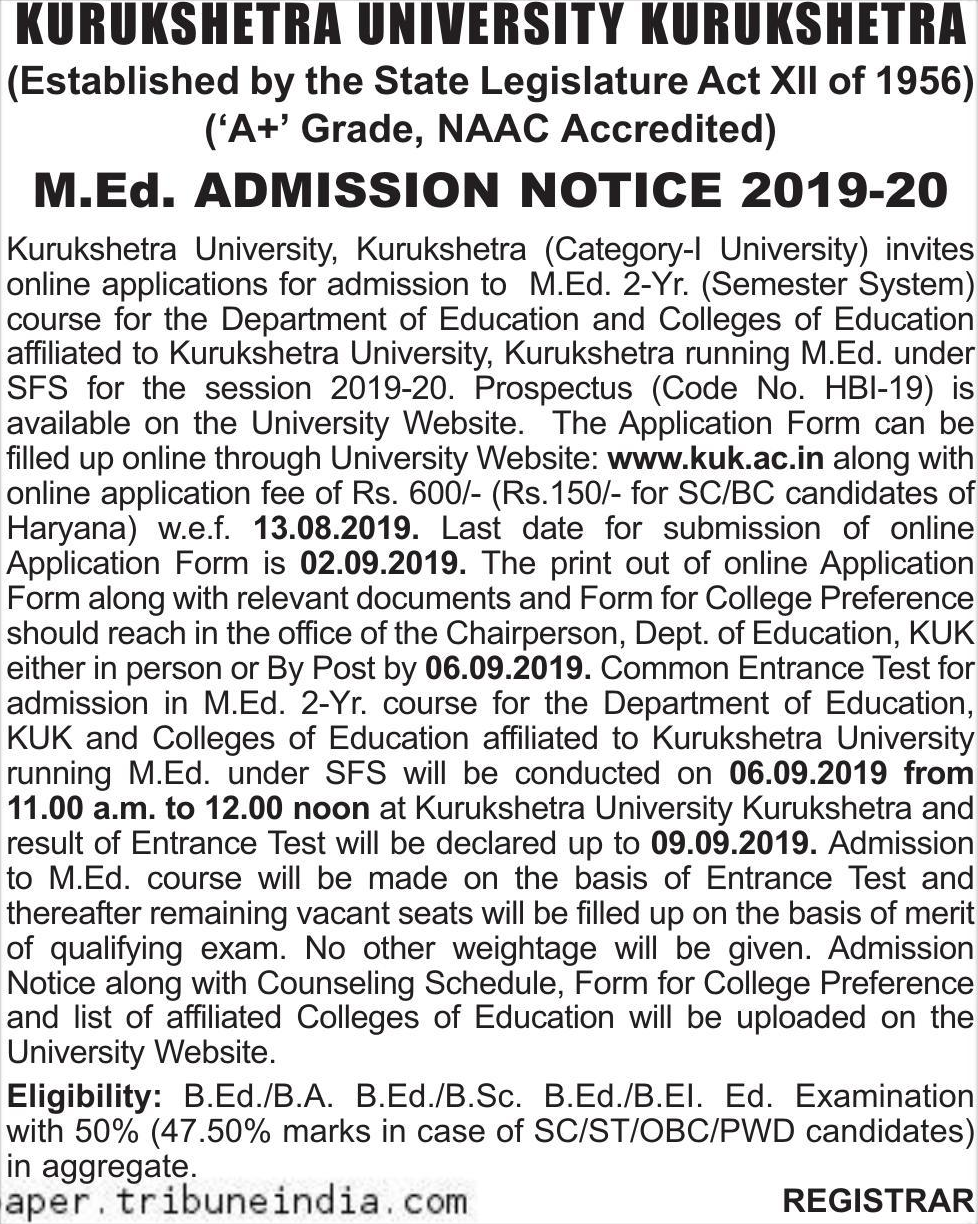 KURUKSHETRA UNIVERSITY KURUKSHETRA
(Established by the State Legislature Act XII of 1956)
(‘A+’ Grade, NAAC Accredited)
M.Ed. ADMISSION NOTICE 2019-20
Kurukshetra University, Kurukshetra (Category-I University) invites
online applications for admission to M.Ed. 2-Yr. (Semester System)
course for the Department of Education and Colleges of Education
affiliated to Kurukshetra University, Kurukshetra running M.Ed. under
SFS for the session 2019-20. Prospectus (Code No. HBI-19) is
available on the University Website. The Application Form can be
filled up online through University Website: www.kuk.ac.in along with
online application fee of Rs. 600/- (Rs.150/- for SC/BC candidates of
Haryana) w.e.f. 13.08.2019. Last date for submission of online
Application Form is 02.09.2019. The print out of online Application
Form along with relevant documents and Form for College Preference
should reach in the office of the Chairperson, Dept. of Education, KUK
either in person or By Post by 06.09.2019. Common Entrance Test for
admission in M.Ed. 2-Yr. course for the Department of Education,
KUK and Colleges of Education affiliated to Kurukshetra University
running M.Ed. under SFS will be conducted on 06.09.2019 from
11.00 a.m. to 12.00 noon at Kurukshetra University Kurukshetra and
result of Entrance Test will be declared up to 09.09.2019. Admission
to M.Ed. course will be made on the basis of Entrance Test and
thereafter remaining vacant seats will be filled up on the basis of merit
of qualifying exam. No other weightage will be given. Admission
Notice along with Counseling Schedule, Form for College Preference
and list of affiliated Colleges of Education will be uploaded on the
University Website.
Eligibility: B.Ed./B.A. B.Ed./B.Sc. B.Ed./B.El. Ed. Examination
with 50% (47.50% marks in case of SC/ST/OBC/PWD candidates)
in aggregate.
aper.tribuneindia.com
REGISTRAR